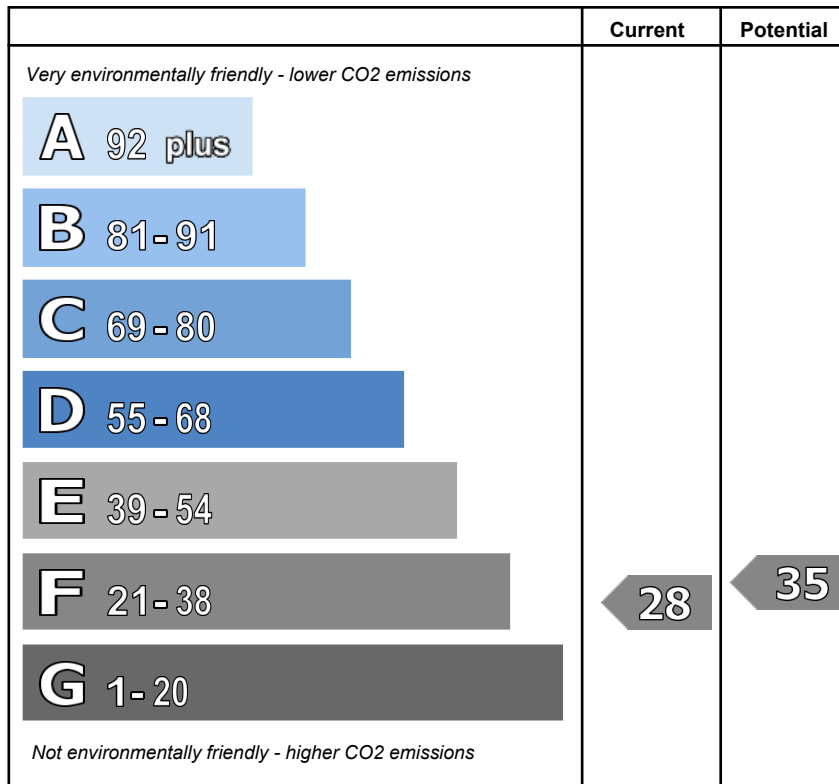 Current Potential
Very environmentally friendly - lower CO2 emissions
A 92 plus
B 81-91
C 69-80
D 55-68
E 39-54
F 21-38 28 35
G 1-20
Not environmentally friendly - higher CO2 emissions